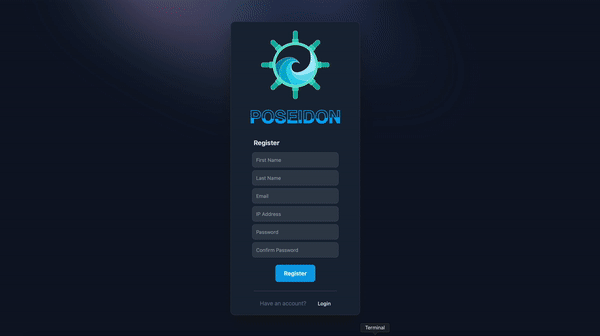 POSEIDON
Register
First Name
Last Name
Email
IP Address
Password
Confirm Password
Register
Have an account? Login
Terminal